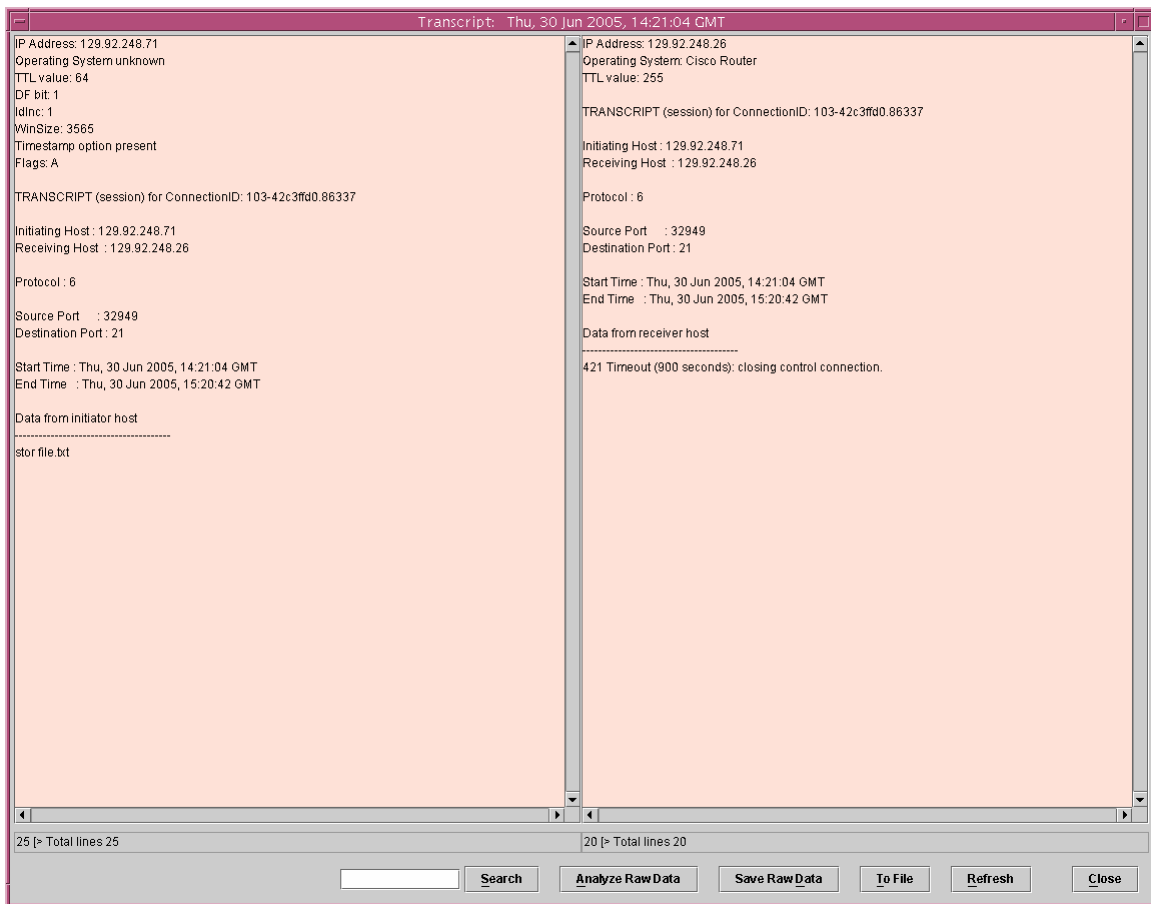 Transcript: Thu, 30 Jun 2005, 14:21:04 GMT
IP Address: 129.92.248.71
Operating System unknown
TTL value: 64
DF bit: 1
IdInc: 1
WinSize: 3565
Timestamp option present
Flags: A
TRANSCRIPT (session) for ConnectionID: 103-42c3ffd0.86337
Initiating Host : 129.92.248.71
Receiving Host : 129.92.248.26
Protocol : 6
Source Port : 32949
Destination Port : 21
Start Time : Thu, 30 Jun 2005, 14:21:04 GMT
End Time : Thu, 30 Jun 2005, 15:20:42 GMT
Data from initiator host
---------------------------------------
stor file.txt
25 [> Total lines 25
IP Address: 129.92.248.26
Operating System: Cisco Router
TTL value: 255
TRANSCRIPT (session) for ConnectionID: 103-42c3ffd0.86337
Initiating Host : 129.92.248.71
Receiving Host : 129.92.248.26
Protocol : 6
Source Port : 32949
Destination Port : 21
Start Time : Thu, 30 Jun 2005, 14:21:04 GMT
End Time : Thu, 30 Jun 2005, 15:20:42 GMT
Data from receiver host
---------------------------------------
421 Timeout (900 seconds): closing control connection.
20 [> Total lines 20
Search Analyze Raw Data Save Raw Data To File Refresh Close